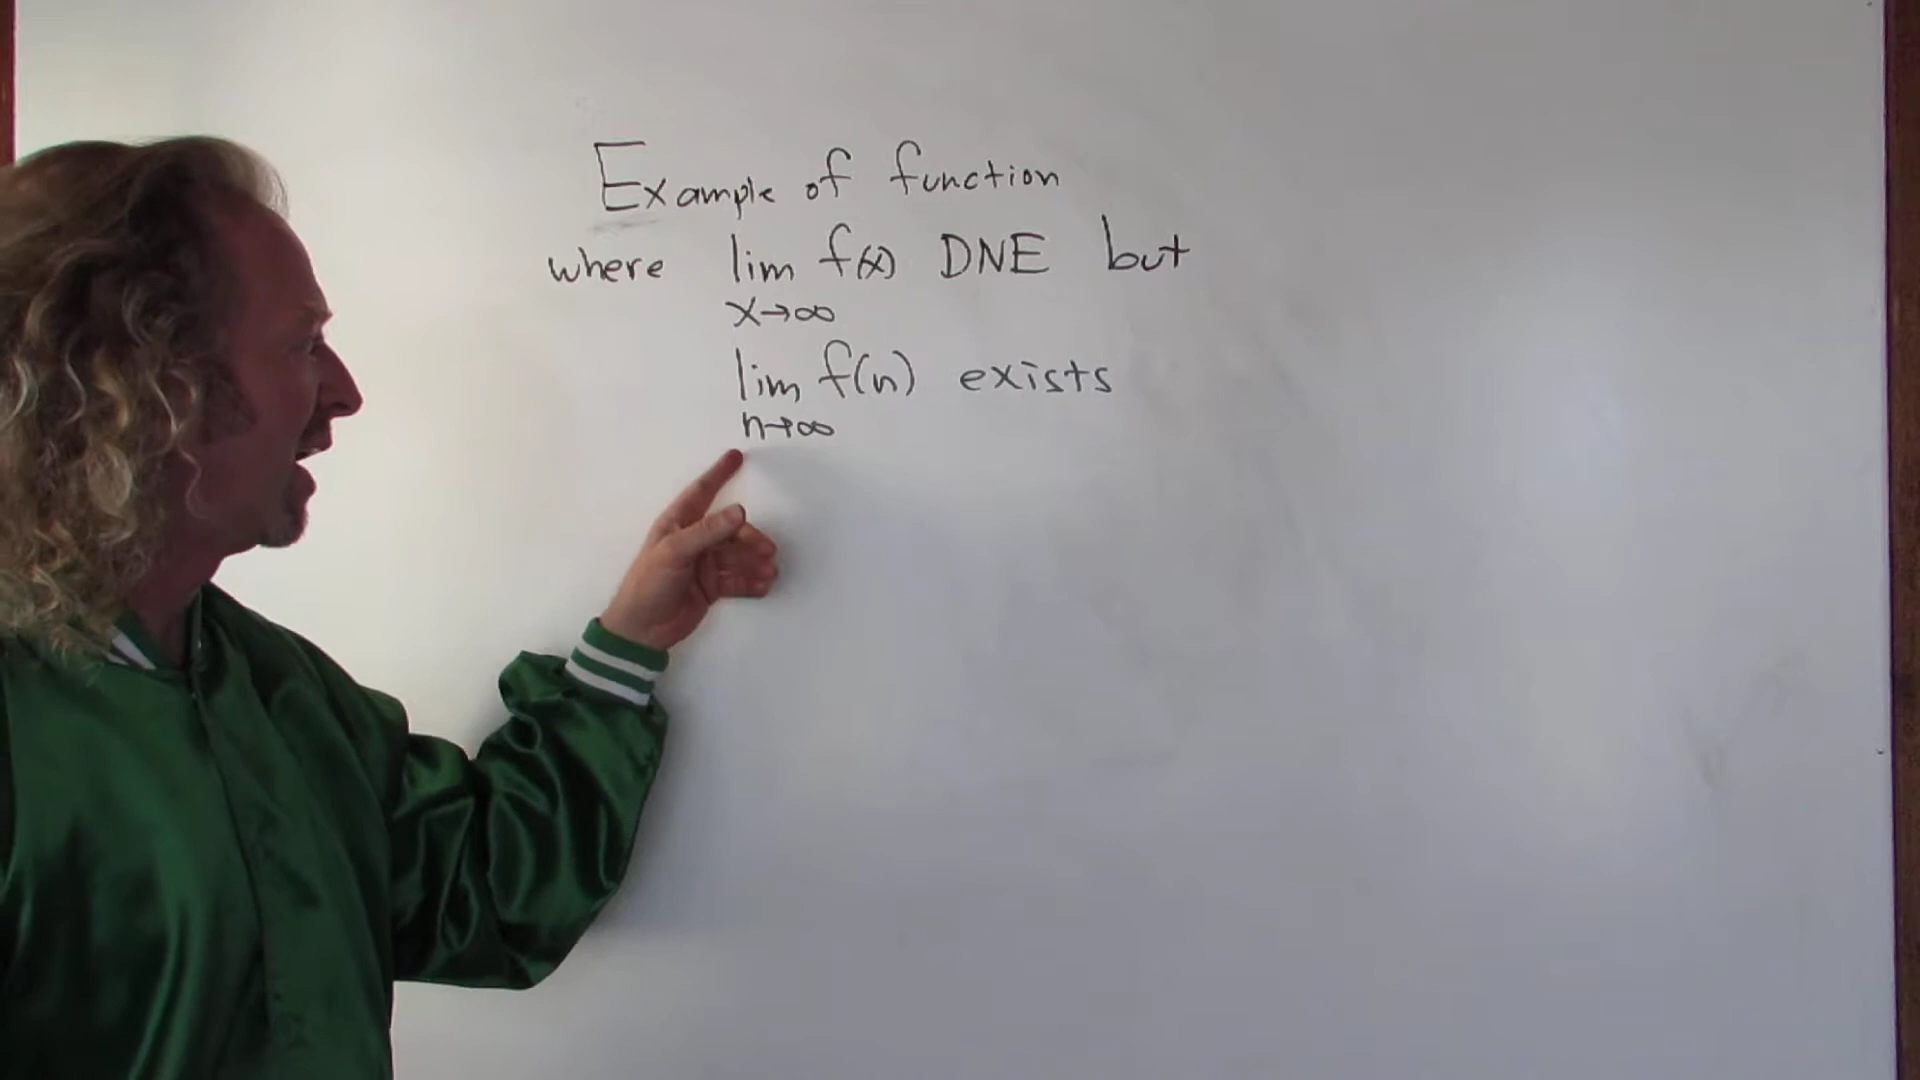 Example of function
where lim f(x) DNE but
x→∞
lim f(n) exists
n→∞